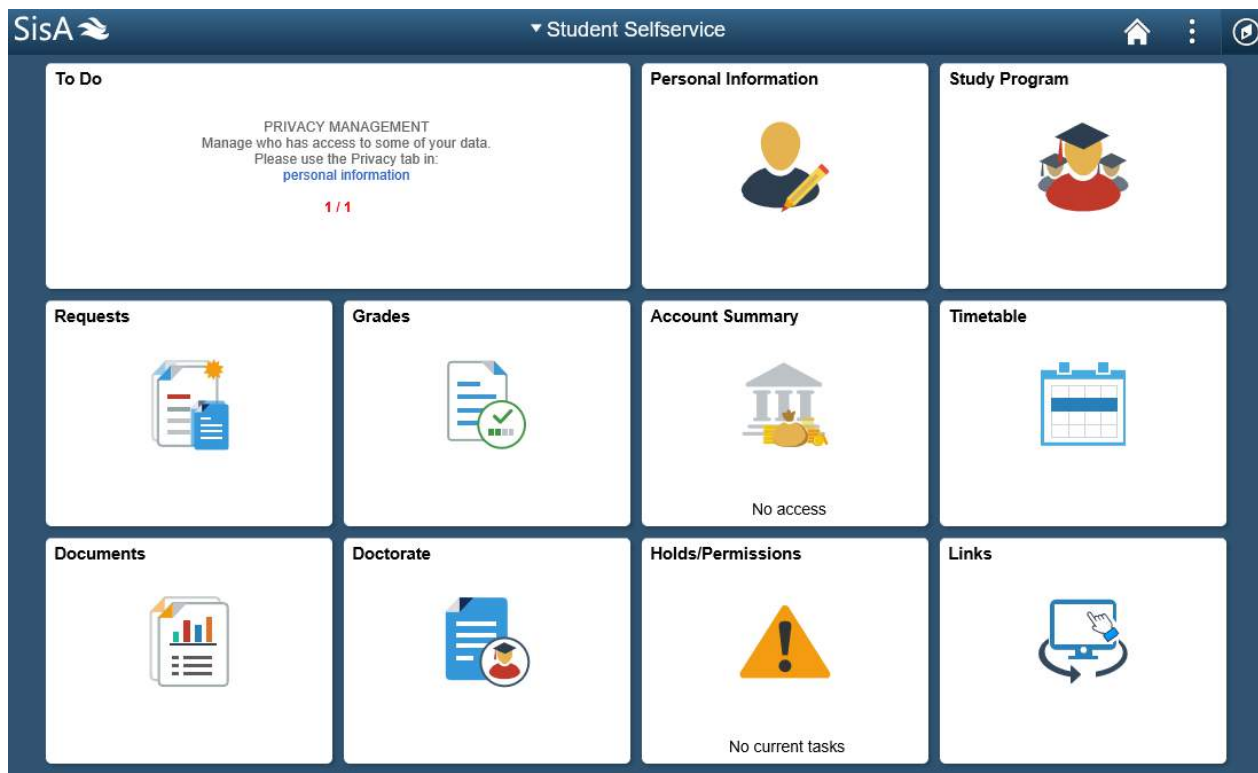 SisA
Student Selfservice
To Do
PRIVACY MANAGEMENT
Manage who has access to some of your data.
Please use the Privacy tab in:
personal information
1 / 1
Personal Information
Study Program
Requests
Grades
Account Summary
No access
Timetable
Documents
Doctorate
Holds/Permissions
No current tasks
Links